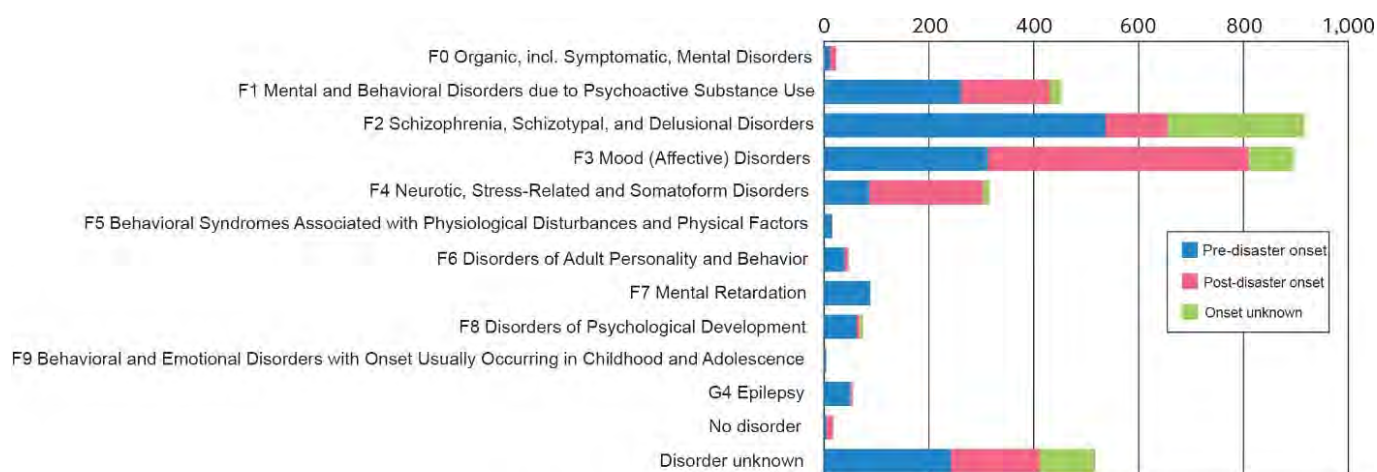 0 200 400 600 800 1,000
F0 Organic, incl. Symptomatic, Mental Disorders
F1 Mental and Behavioral Disorders due to Psychoactive Substance Use
F2 Schizophrenia, Schizotypal, and Delusional Disorders
F3 Mood (Affective) Disorders
F4 Neurotic, Stress-Related and Somatoform Disorders
F5 Behavioral Syndromes Associated with Physiological Disturbances and Physical Factors
F6 Disorders of Adult Personality and Behavior
F7 Mental Retardation
F8 Disorders of Psychological Development
F9 Behavioral and Emotional Disorders with Onset Usually Occurring in Childhood and Adolescence
G4 Epilepsy
No disorder
Disorder unknown
Pre-disaster onset
Post-disaster onset
Onset unknown